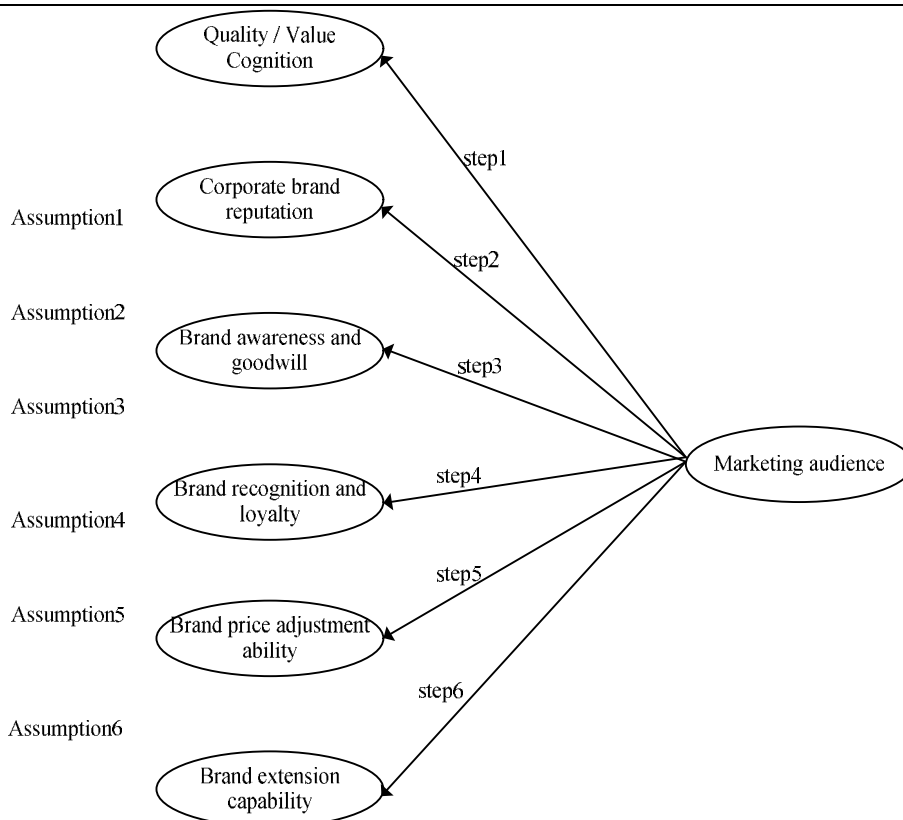 Quality / Value
Cognition
step1
Corporate brand
reputation
Assumption1
step2
Assumption2
Brand awareness and
goodwill
step3
Assumption3
Marketing audience
step4
Brand recognition and
loyalty
Assumption4
step5
Assumption5
Brand price adjustment
ability
step6
Assumption6
Brand extension
capability